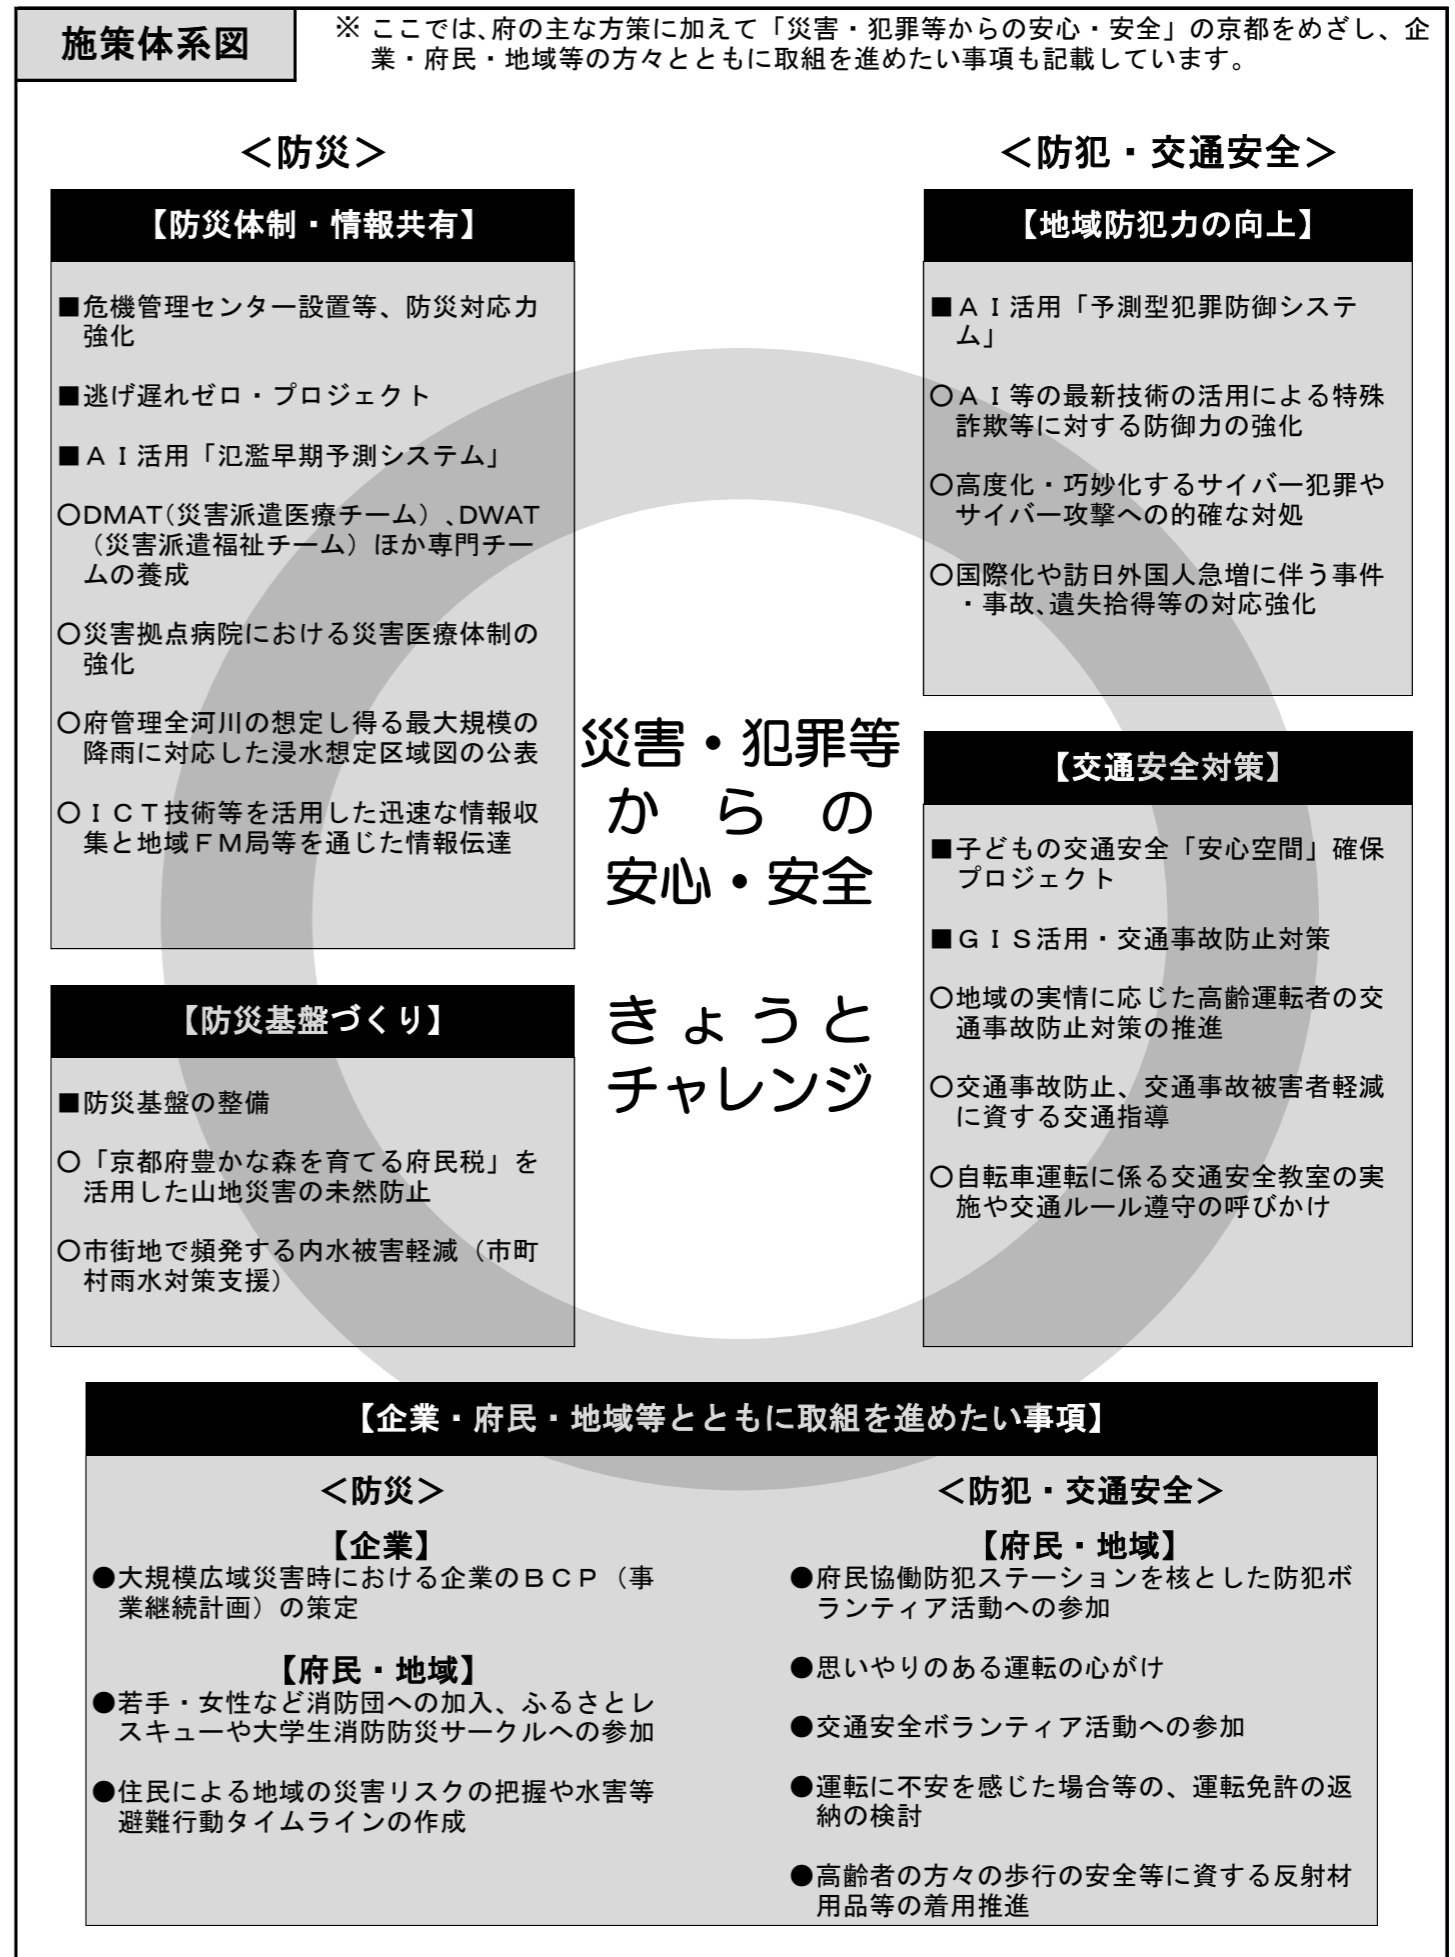 施策体系図
※ ここでは、府の主な方策に加えて「災害・犯罪等からの安心・安全」の京都をめざし、企
業・府民・地域等の方々とともに取組を進めたい事項も記載しています。
＜防災＞
【防災体制・情報共有】
■危機管理センター設置等、防災対応力
強化
■逃げ遅れゼロ・プロジェクト
■ＡＩ活用「氾濫早期予測システム」
○DMAT(災害派遣医療チーム)、DWAT
（災害派遣福祉チーム）ほか専門チー
ムの養成
○災害拠点病院における災害医療体制の
強化
○府管理全河川の想定し得る最大規模の
降雨に対応した浸水想定区域図の公表
○ＩＣＴ技術等を活用した迅速な情報収
集と地域ＦＭ局等を通じた情報伝達
【防災基盤づくり】
■防災基盤の整備
○「京都府豊かな森を育てる府民税」を
活用した山地災害の未然防止
○市街地で頻発する内水被害軽減（市町
村雨水対策支援）
災害・犯罪等
からの
安心・安全
きょうと
チャレンジ
＜防犯・交通安全＞
【地域防犯力の向上】
■ＡＩ活用「予測型犯罪防御システ
ム」
○ＡＩ等の最新技術の活用による特殊
詐欺等に対する防御力の強化
○高度化・巧妙化するサイバー犯罪や
サイバー攻撃への的確な対処
○国際化や訪日外国人急増に伴う事件
・事故、遺失拾得等の対応強化
【交通安全対策】
■子どもの交通安全「安心空間」確保
プロジェクト
■ＧＩＳ活用・交通事故防止対策
○地域の実情に応じた高齢運転者の交
通事故防止対策の推進
○交通事故防止、交通事故被害者軽減
に資する交通指導
○自転車運転に係る交通安全教室の実
施や交通ルール遵守の呼びかけ
【企業・府民・地域等とともに取組を進めたい事項】
＜防災＞
【企業】
●大規模広域災害時における企業のＢＣＰ（事
業継続計画）の策定
【府民・地域】
●若手・女性など消防団への加入、ふるさとレ
スキューや大学生消防防災サークルへの参加
●住民による地域の災害リスクの把握や水害等
避難行動タイムラインの作成
＜防犯・交通安全＞
【府民・地域】
●府民協働防犯ステーションを核とした防犯ボ
ランティア活動への参加
●思いやりのある運転の心がけ
●交通安全ボランティア活動への参加
●運転に不安を感じた場合等の、運転免許の返
納の検討
●高齢者の方々の歩行の安全等に資する反射材
用品等の着用推進